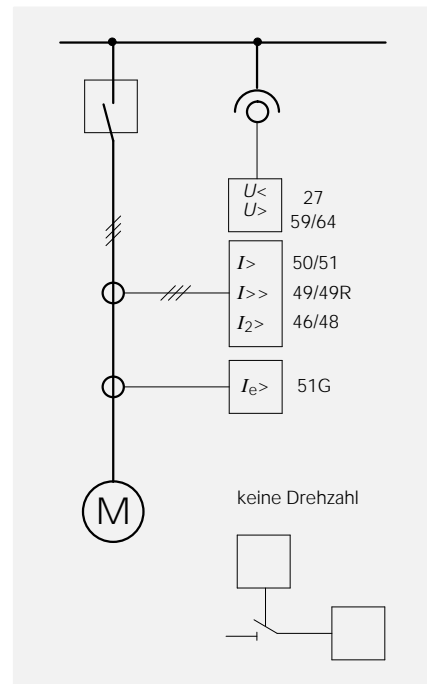 U< 27
U> 59/64
I> 50/51
I>> 49/49R
I2> 46/48
Ie> 51G
M
keine Drehzahl